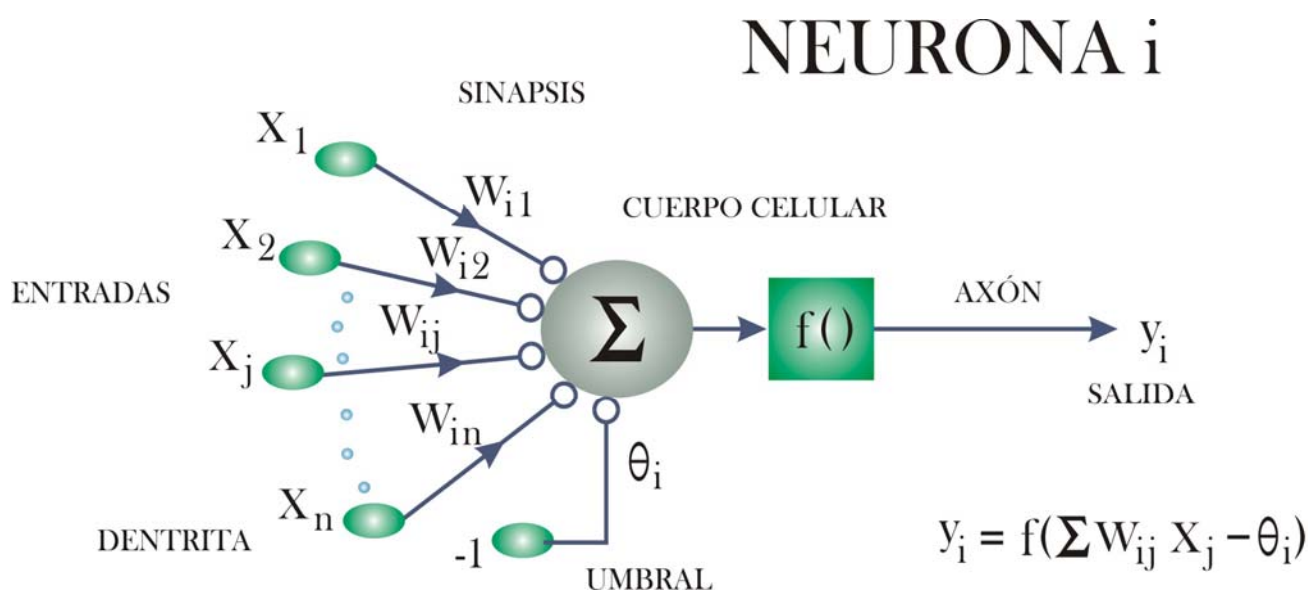 NEURONA i
SINAPSIS
X1
Wi1
CUERPO CELULAR
X2
Wi2
ENTRADAS
AXÓN
Wij
Σ
f()
yi
Xj
SALIDA
Win
θi
Xn
DENTRITA
-1
yi = f(ΣWij Xj – θi)
UMBRAL